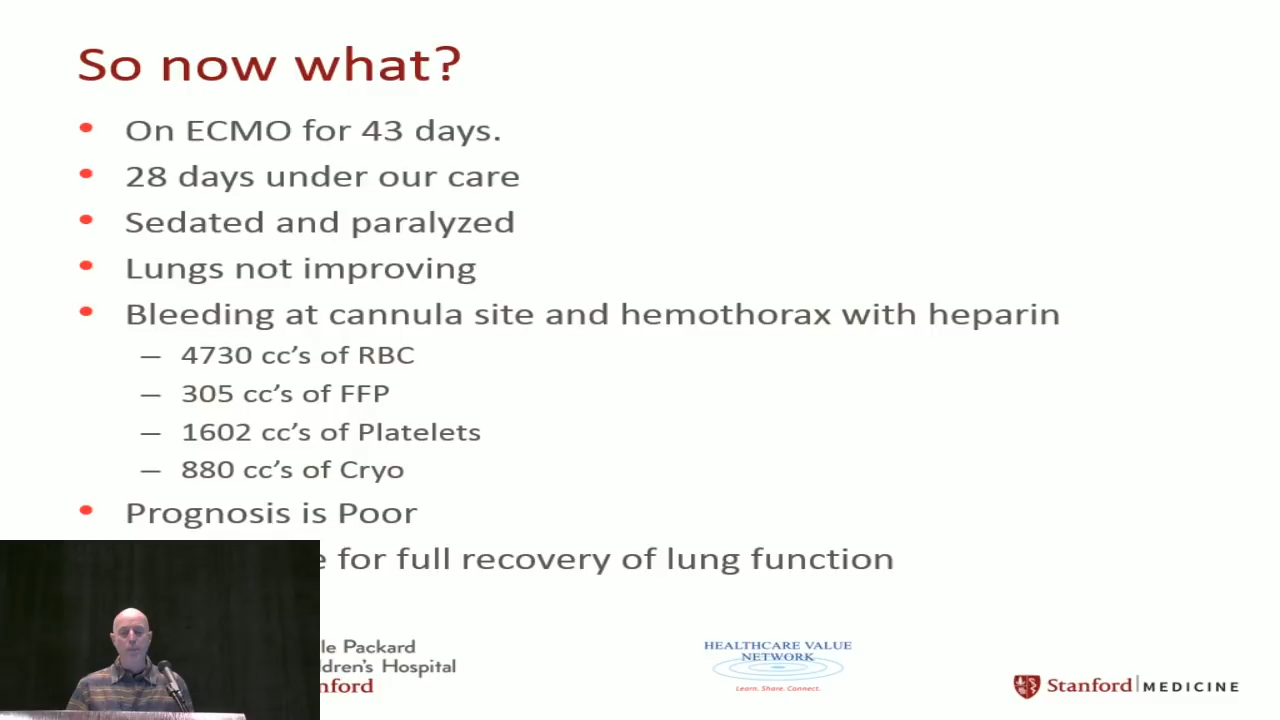 So now what?
• On ECMO for 43 days.
• 28 days under our care
• Sedated and paralyzed
• Lungs not improving
• Bleeding at cannula site and hemothorax with heparin
– 4730 cc’s of RBC
– 305 cc’s of FFP
– 1602 cc’s of Platelets
– 880 cc’s of Cryo
• Prognosis is Poor
for full recovery of lung function
Packard
Hospital
HEALTHCARE VALUE
NETWORK
Learn. Share. Connect.
Stanford MEDICINE